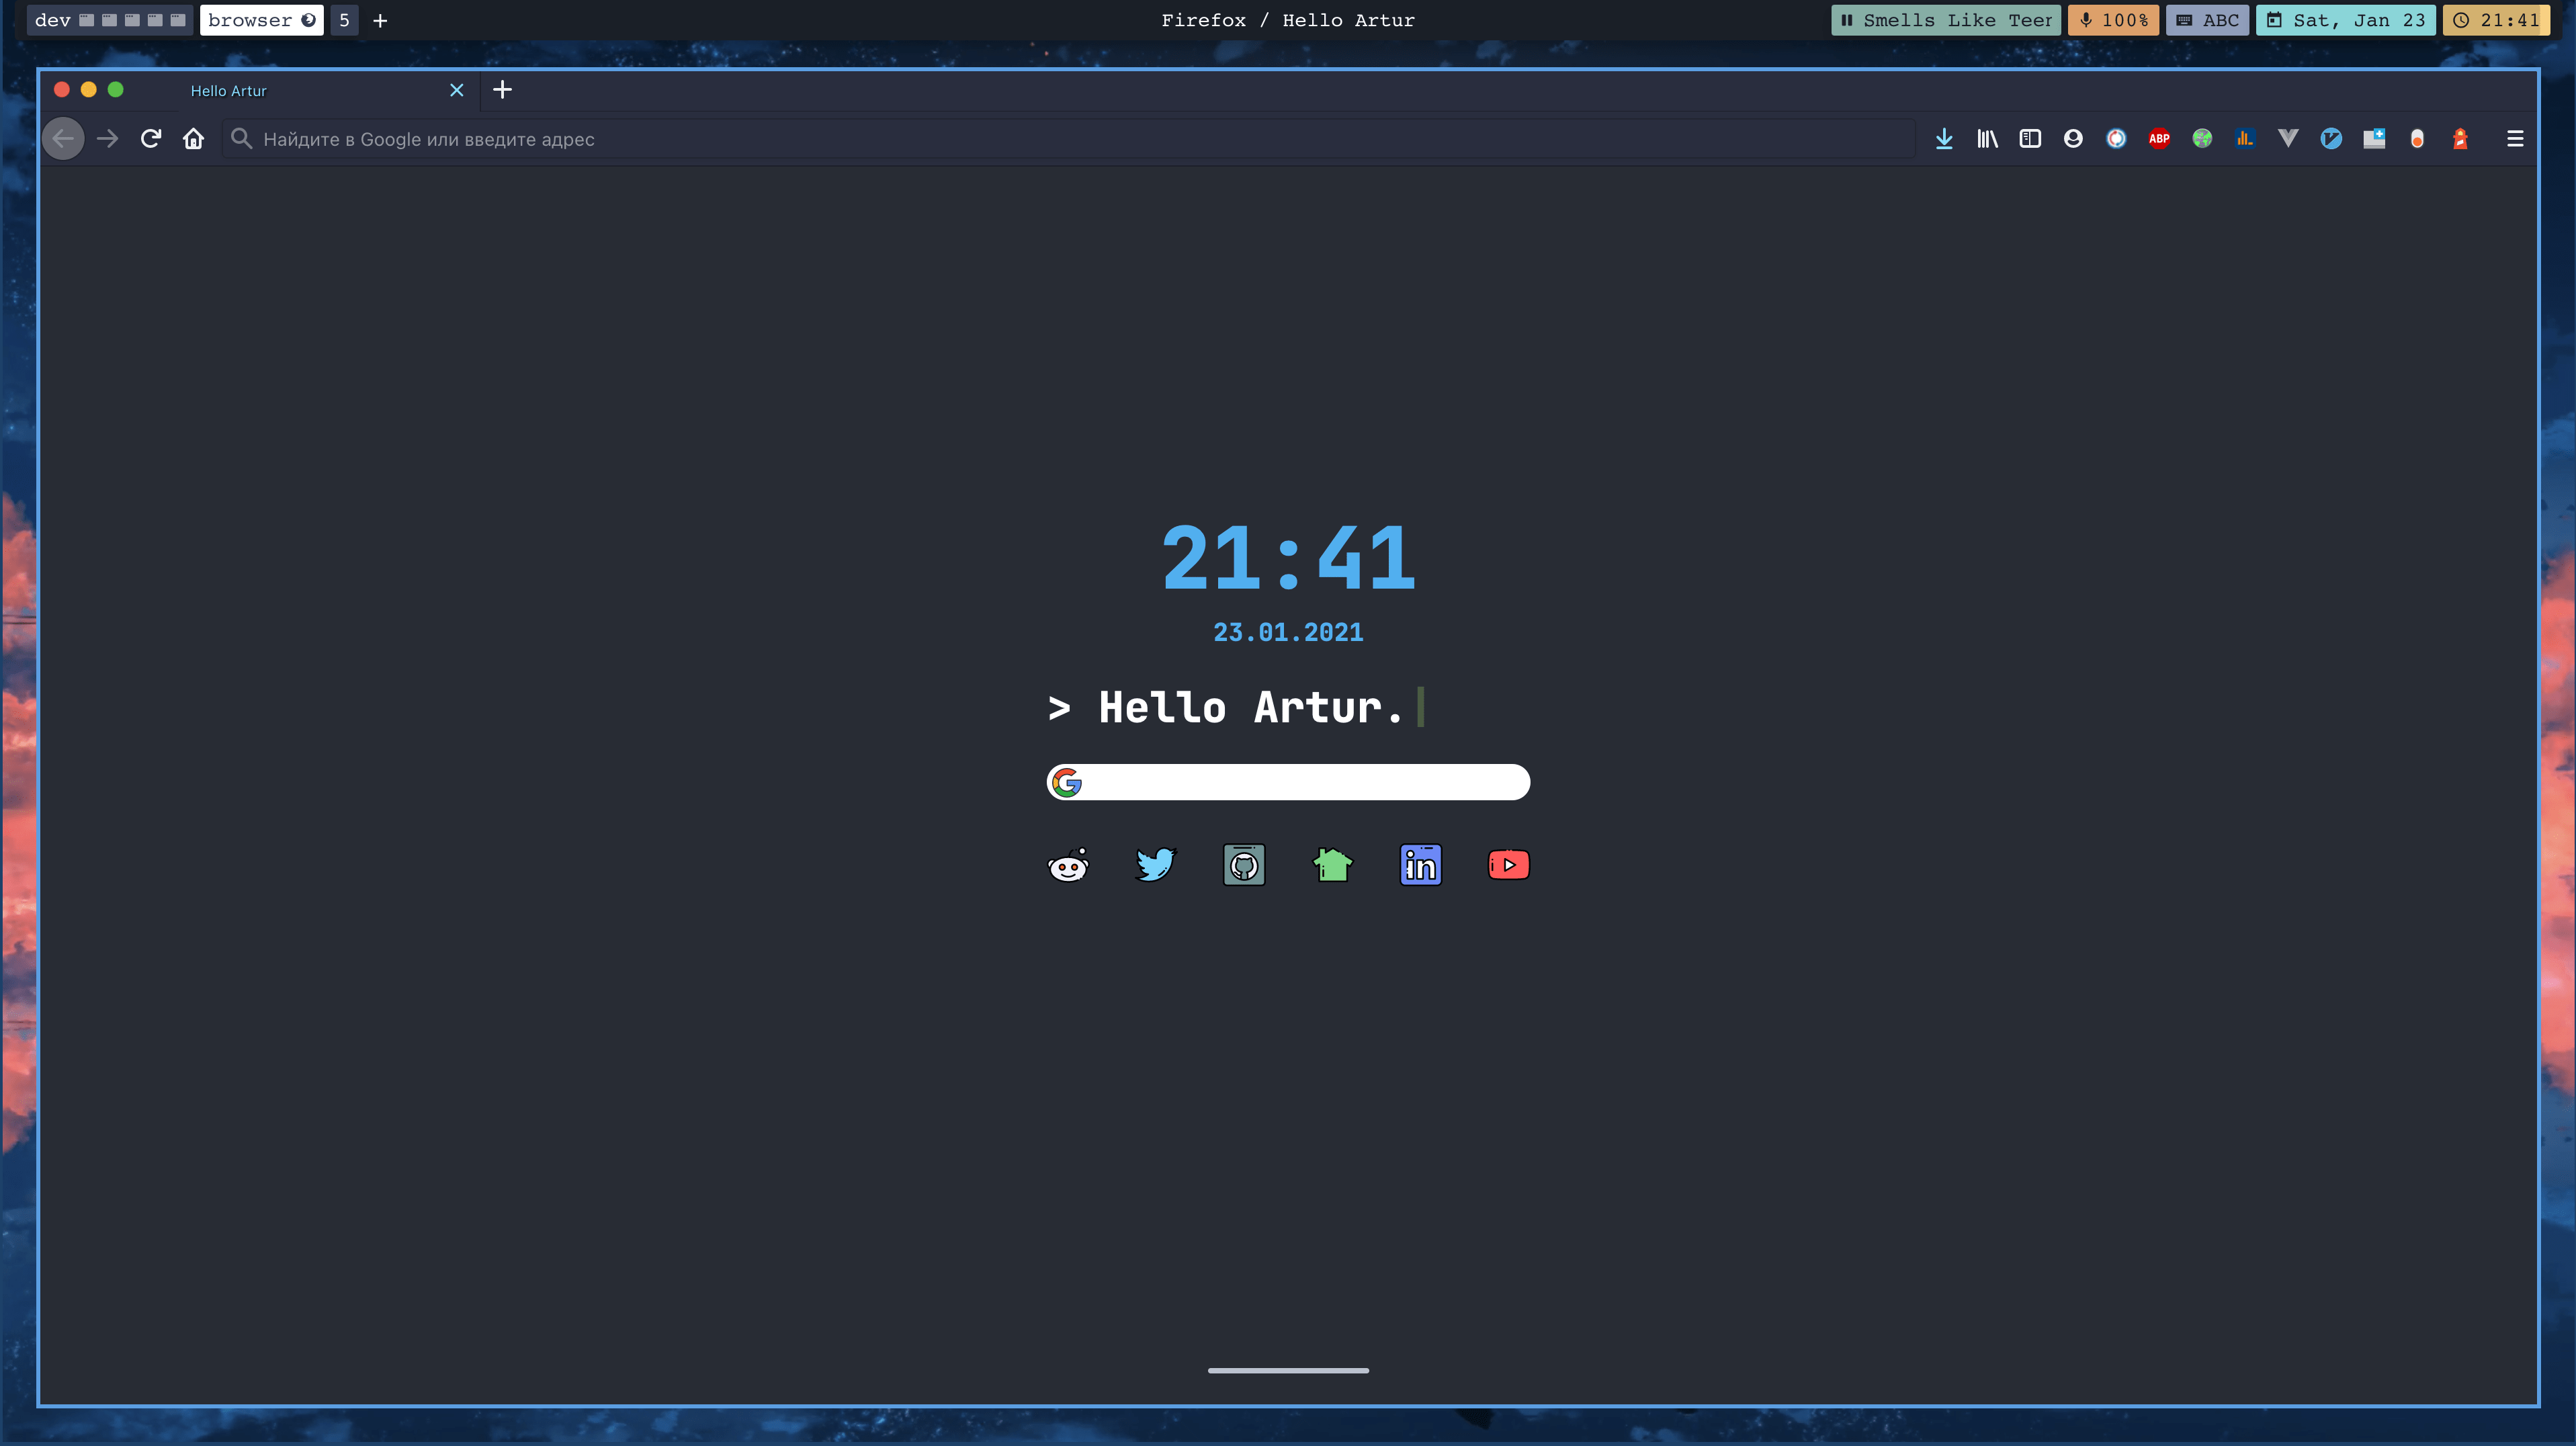 dev browser 5 + Firefox / Hello Artur Smells Like Teer 100% ABC Sat, Jan 23 21:41
Hello Artur
Найдите в Google или введите адрес ABP
21:41
23.01.2021
> Hello Artur.
G
in